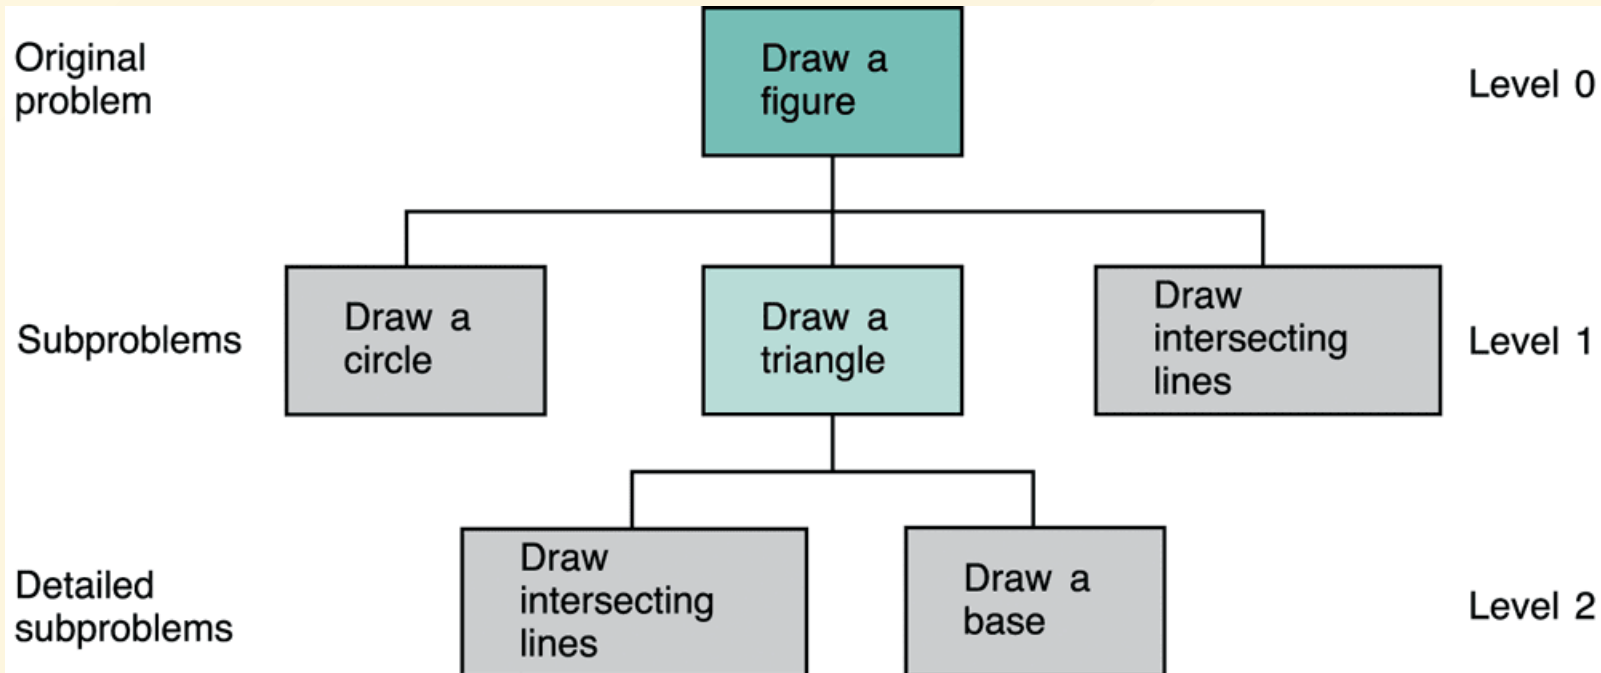 Original
problem
Draw a
figure
Level 0
Subproblems
Draw a
circle
Draw a
triangle
Draw
intersecting
lines
Level 1
Detailed
subproblems
Draw
intersecting
lines
Draw a
base
Level 2